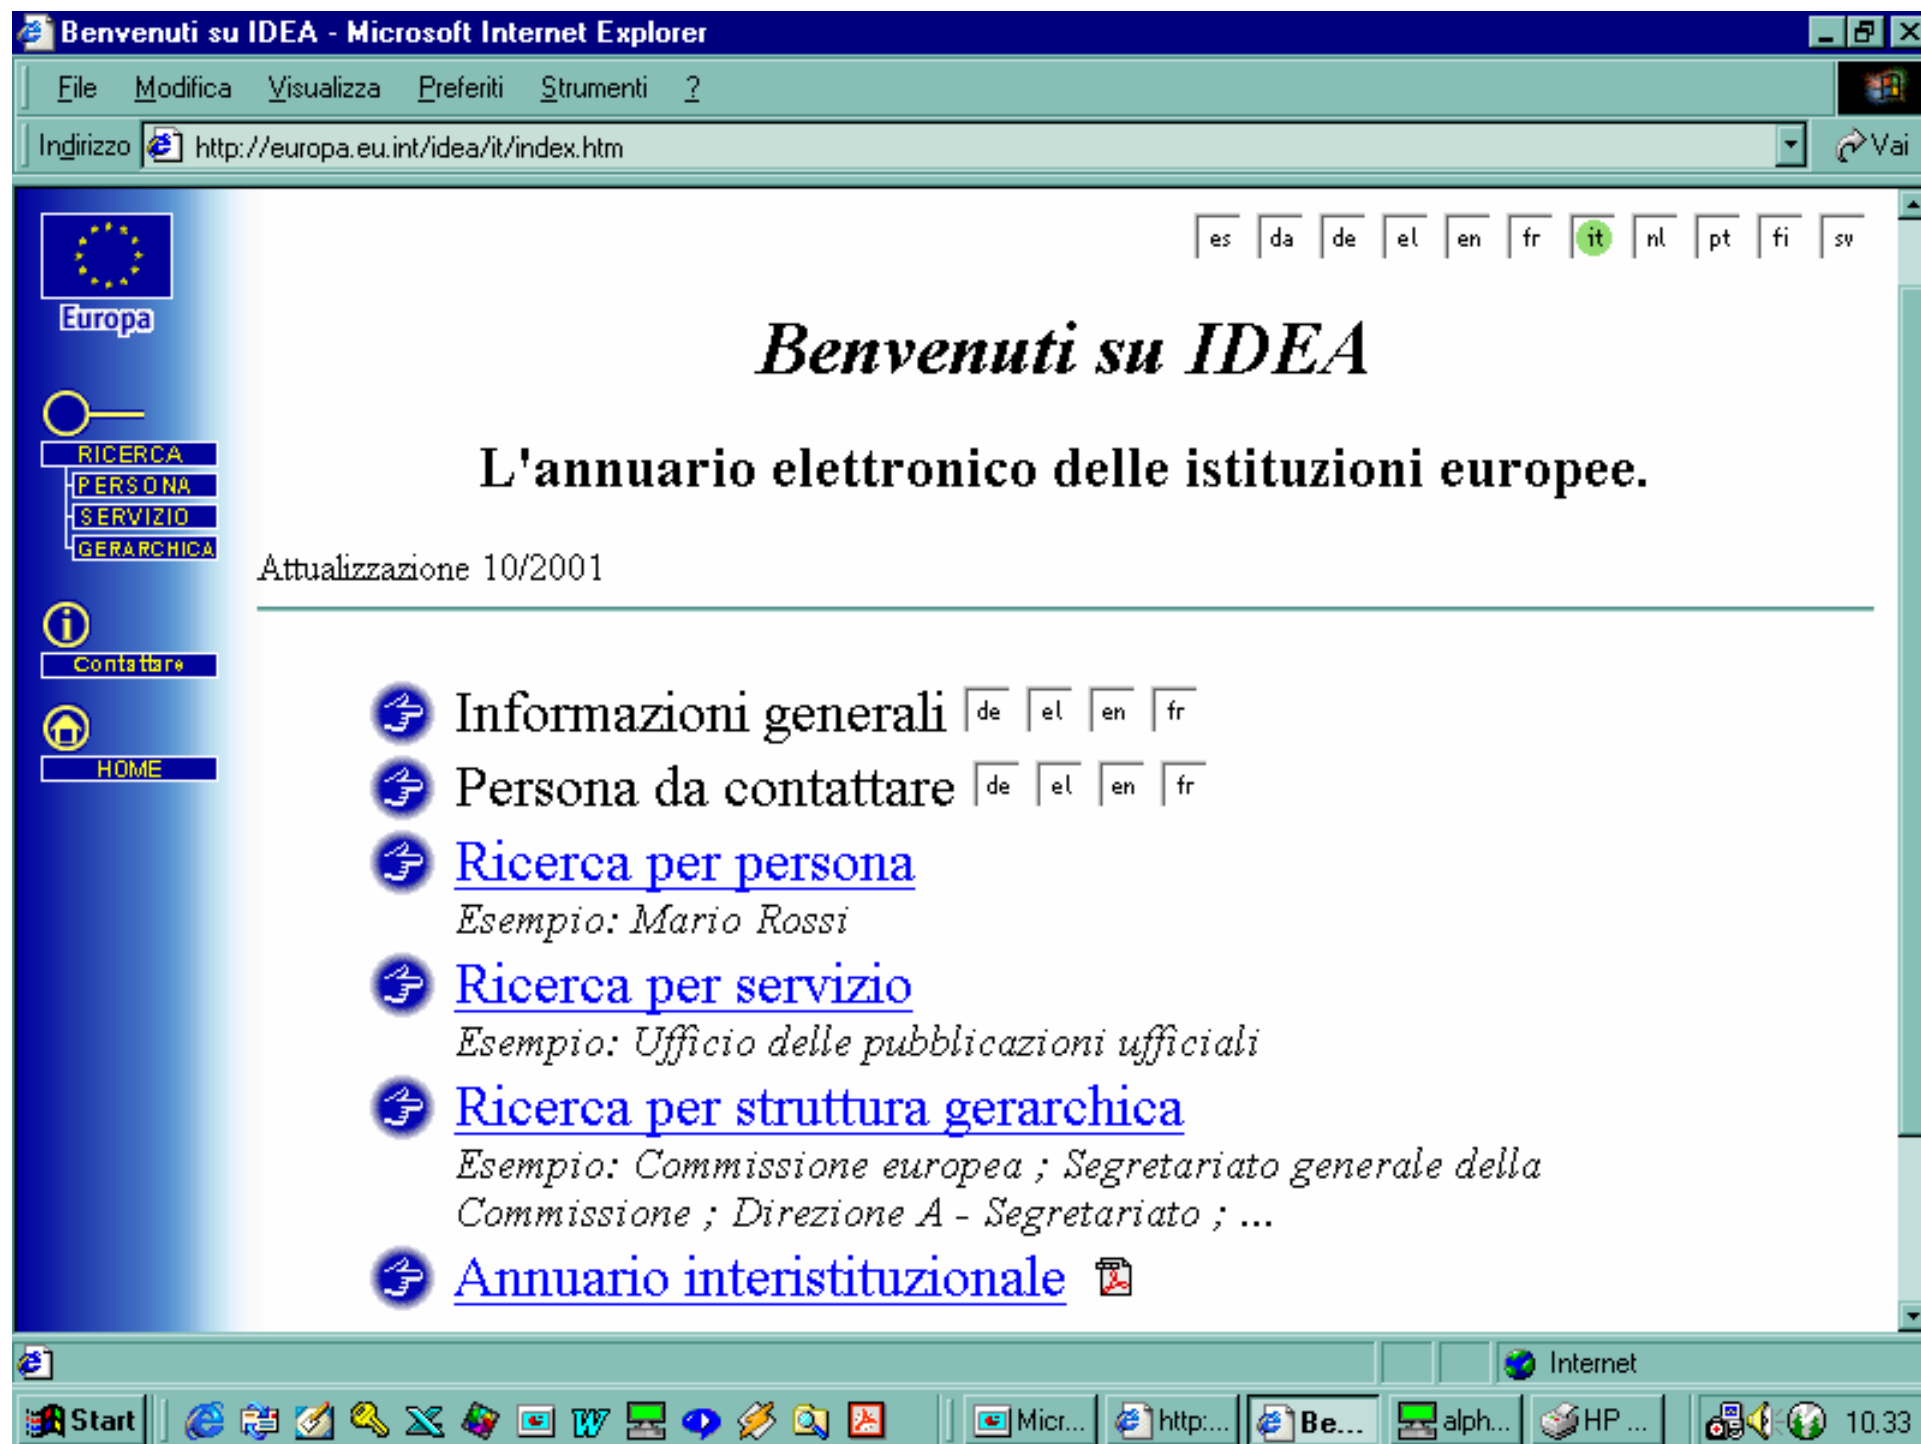 Benvenuti su IDEA - Microsoft Internet Explorer
File Modifica Visualizza Preferiti Strumenti ?
Indirizzo http://europa.eu.int/idea/it/index.htm Vai
es da de el en fr it nl pt fi sv
Europa
Benvenuti su IDEA
RICERCA
PERSONA
SERVIZIO
GERARCHICA
L'annuario elettronico delle istituzioni europee.
Attualizzazione 10/2001
Contattare
HOME
Informazioni generali de el en fr
Persona da contattare de el en fr
Ricerca per persona
Esempio: Mario Rossi
Ricerca per servizio
Esempio: Ufficio delle pubblicazioni ufficiali
Ricerca per struttura gerarchica
Esempio: Commissione europea ; Segretariato generale della
Commissione ; Direzione A - Segretariato ; ...
Annuario interistituzionale
Internet
Start Micr... http:... Be... alph... HP ... 10.33